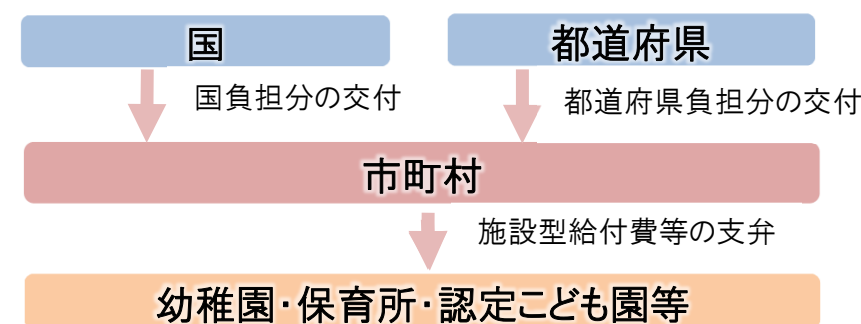 国
都道府県
国負担分の交付
都道府県負担分の交付
市町村
施設型給付費等の支弁
幼稚園・保育所・認定こども園等